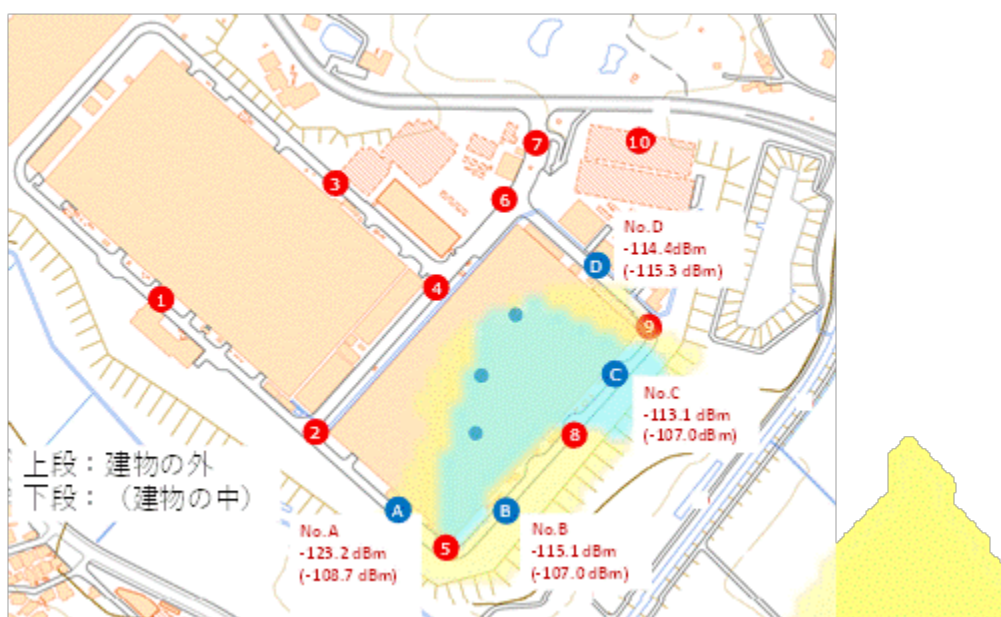 7
10
3
6
No.D
-114.4dBm
(-115.3 dBm)
D
4
1
9
C
No.C
-113.1 dBm
(-107.0dBm)
2
8
上段：建物の外
下段：（建物の中）
A
B
No.A
-123.2 dBm
(-108.7 dBm)
5
No.B
-115.1 dBm
(-107.0 dBm)